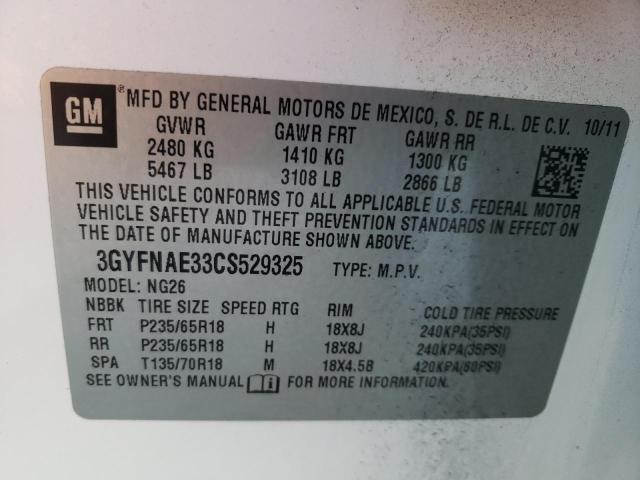 GM ® MFD BY GENERAL MOTORS DE MEXICO, S. DE R.L. DE C.V. 10/11
GVWR GAWR FRT GAWR RR
2480 KG 1410 KG 1300 KG
5467 LB 3108 LB 2866 LB
THIS VEHICLE CONFORMS TO ALL APPLICABLE U.S. FEDERAL MOTOR
VEHICLE SAFETY AND THEFT PREVENTION STANDARDS IN EFFECT ON
THE DATE OF MANUFACTURE SHOWN ABOVE.
3GYFNAE33CS529325 TYPE: M.P.V.
MODEL: NG26
NBBK TIRE SIZE SPEED RTG RIM COLD TIRE PRESSURE
FRT P235/65R18 H 18X8J 240KPA(35PSI)
RR P235/65R18 H 18X8J 240KPA(35PSI)
SPA T135/70R18 M 18X4.5B 420KPA(60PSI)
SEE OWNER'S MANUAL FOR MORE INFORMATION.